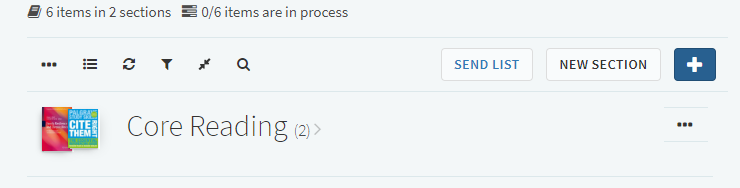 6 items in 2 sections 0/6 items are in process
SEND LIST NEW SECTION
CITE
THEM
RIGHT
Core Reading (2)